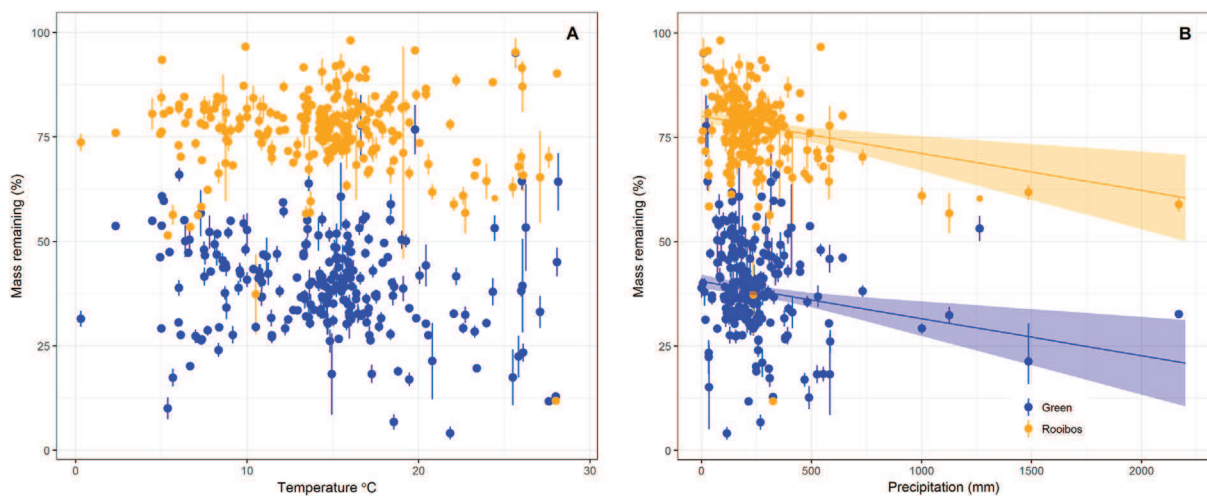 A
100
75
50
25
0
Mass remaining (%)
0
10
20
30
Temperature °C
B
100
75
50
25
0
Mass remaining (%)
Green
Rooibos
0
500
1000
1500
2000
Precipitation (mm)